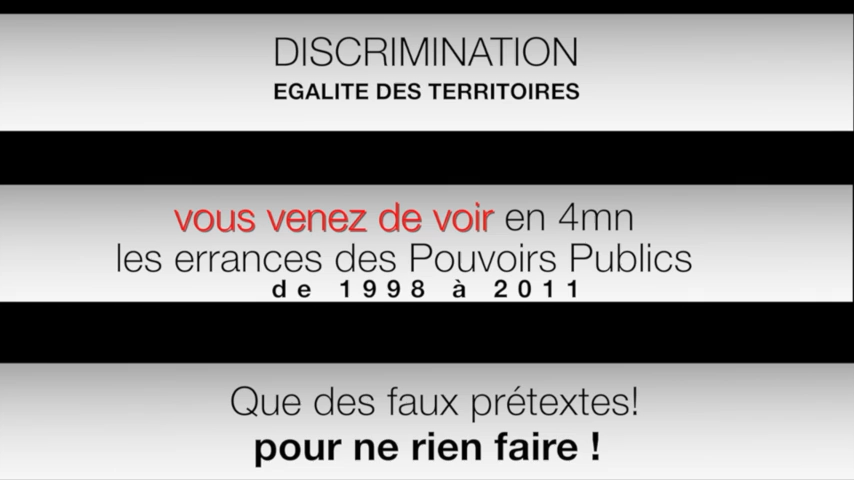 DISCRIMINATION
EGALITE DES TERRITOIRES
vous venez de voir en 4mn
les errances des Pouvoirs Publics
de 1998 à 2011
Que des faux prétextes!
pour ne rien faire !